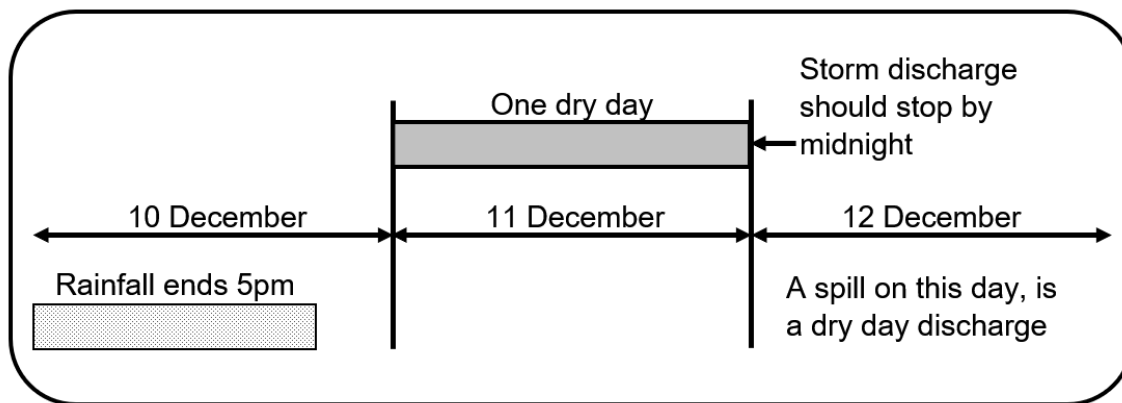 One dry day
Storm discharge
should stop by
midnight
10 December
11 December
12 December
Rainfall ends 5pm
A spill on this day, is
a dry day discharge